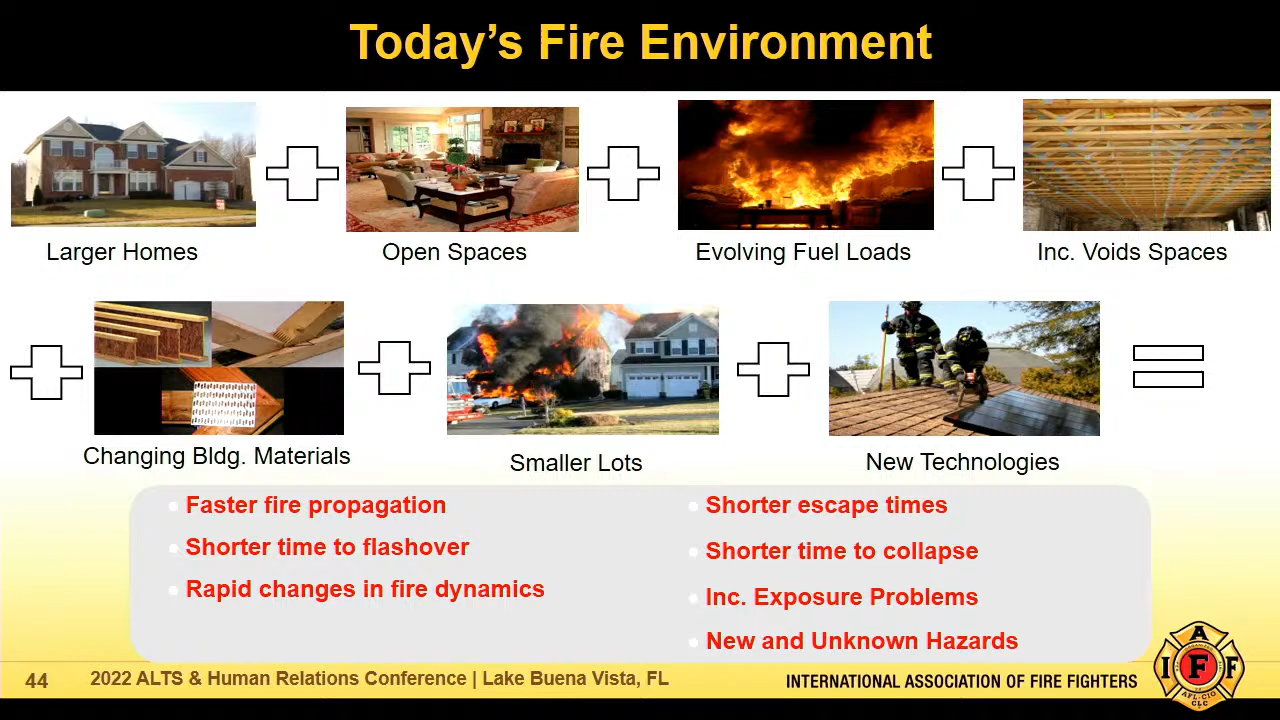 Today's Fire Environment
Larger Homes
Open Spaces
Evolving Fuel Loads
Inc. Voids Spaces
Changing Bldg. Materials
Smaller Lots
New Technologies
Faster fire propagation
Shorter time to flashover
Rapid changes in fire dynamics
Shorter escape times
Shorter time to collapse
Inc. Exposure Problems
New and Unknown Hazards
44
2022 ALTS & Human Relations Conference | Lake Buena Vista, FL
INTERNATIONAL ASSOCIATION OF FIRE FIGHTERS
A
I F F
AFL-CIO
CLC